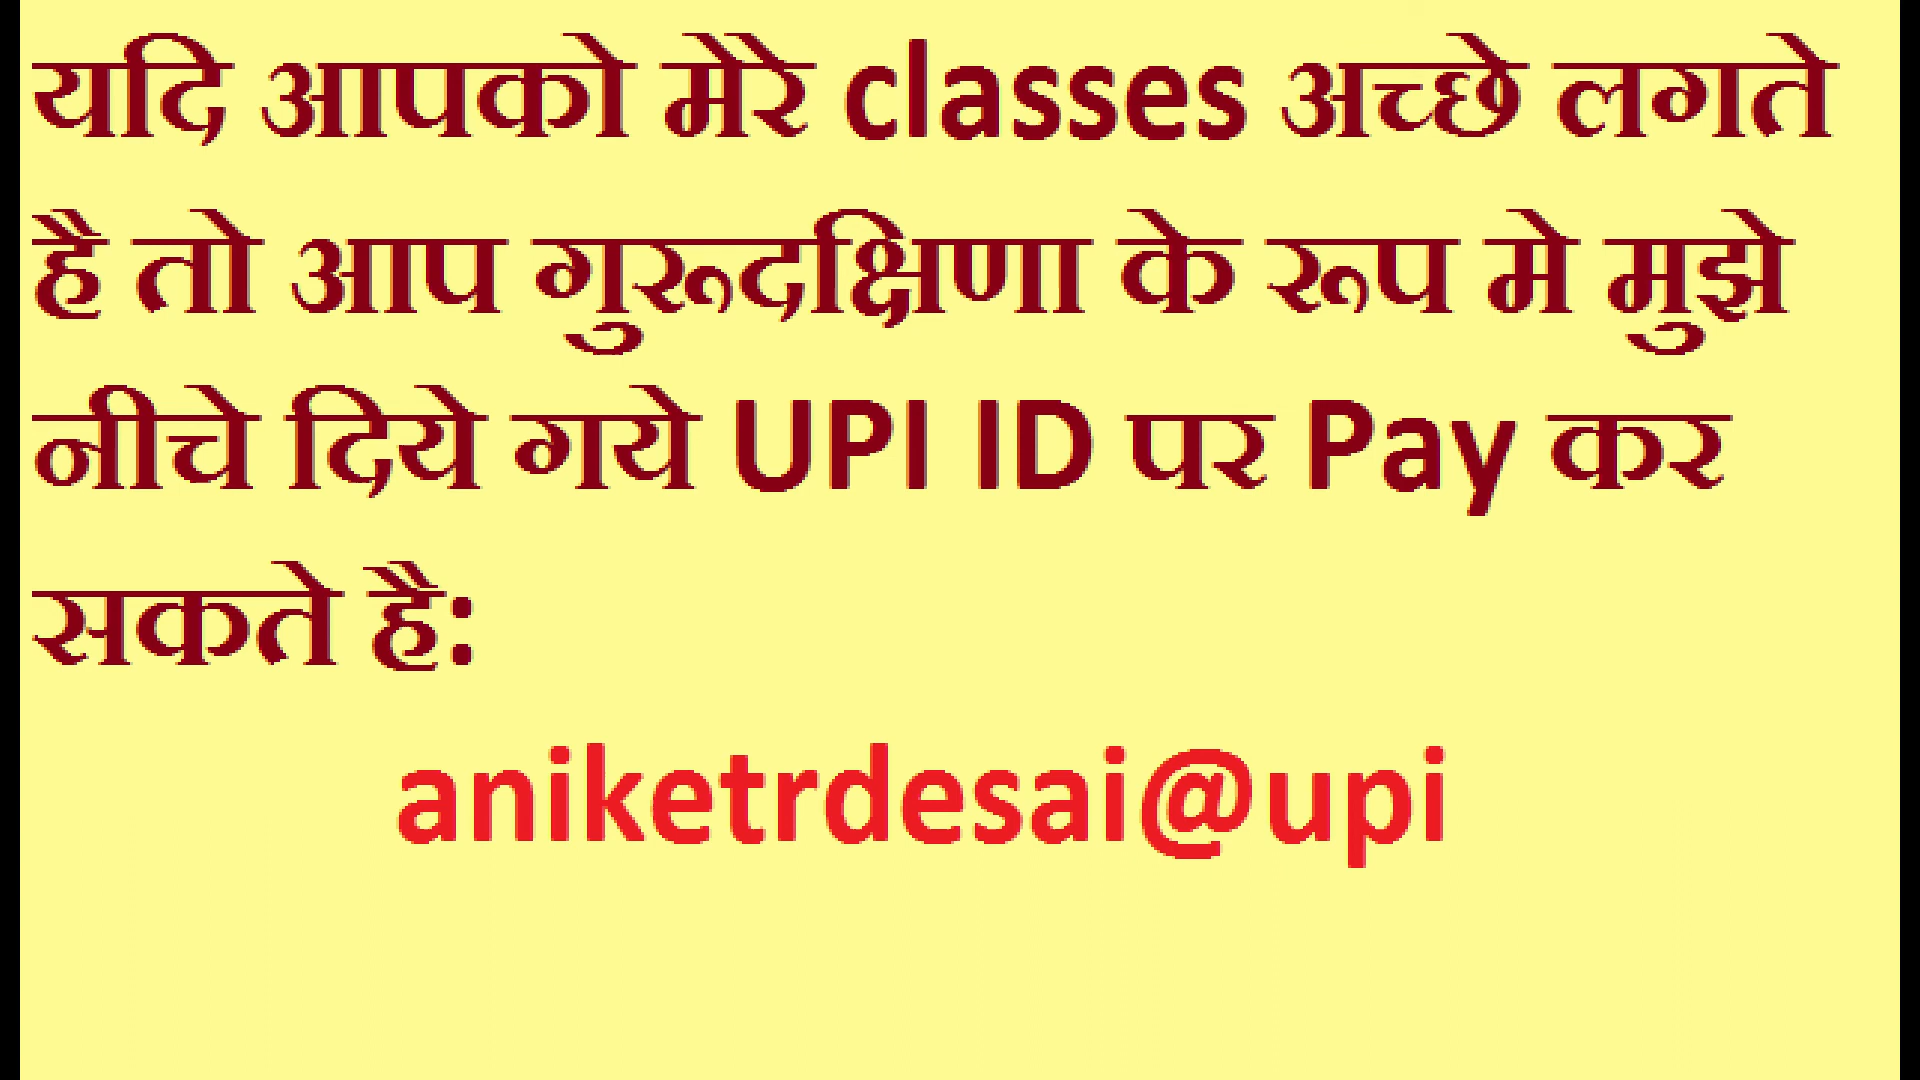 यदि आपको मेरे classes अच्छे लगते
है तो आप गुरूदक्षिणा के रूप मे मुझे
नीचे दिये गये UPI ID पर Pay कर
सकते है:
aniketrdesai@upi